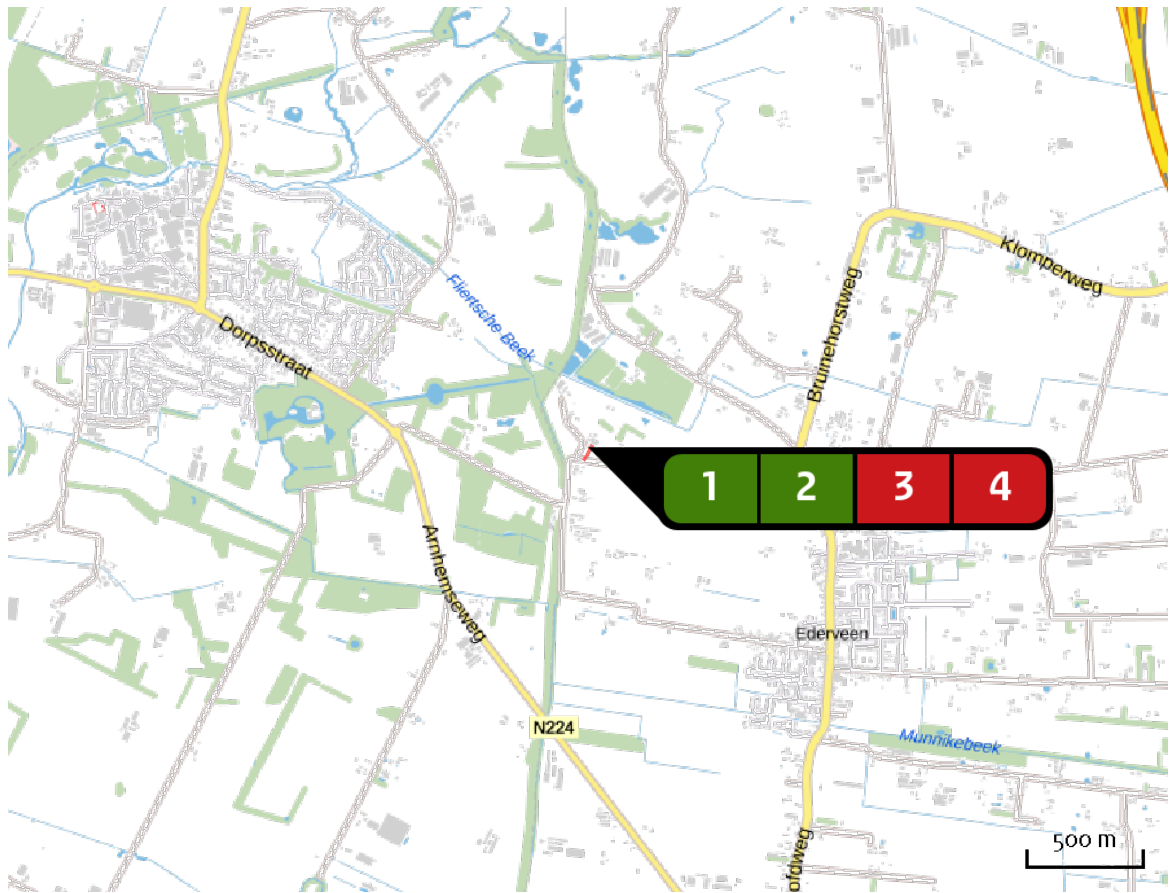 Klomperweg
Bruinehorstweg
Fliertsche Beek
Dorpsstraat
1 2 3 4
Arnhemseweg
Ederveen
N224
Munnikebeek
500 m
ofdweg